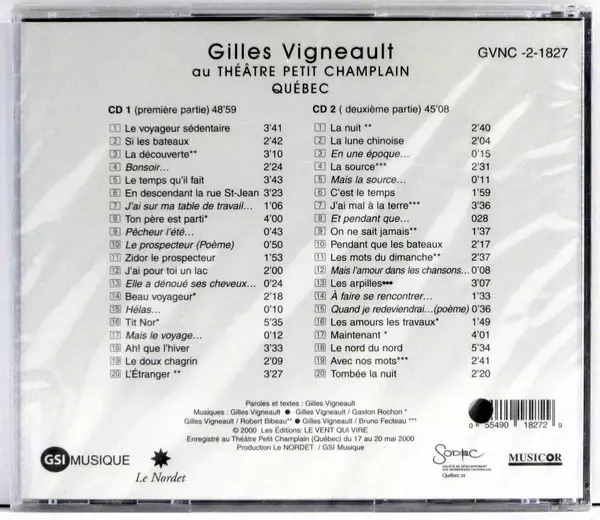 Gilles Vigneault
GVNC -2-1827
au THÉÂTRE PETIT CHAMPLAIN
QUÉBEC
CD 1 (première partie) 48'59
1 Le voyageur sédentaire 3'41
2 Si les bateaux 2'42
3 La découverte** 3'10
4 Bonsoir... 2'24
5 Le temps qu'il fait 3'43
6 En descendant la rue St-Jean 3'23
7 J'ai sur ma table de travail... 1'06
8 Ton père est parti* 4'00
9 Pêcheur l'été... 0'43
10 Le prospecteur (Poème) 0'50
11 Zidor le prospecteur 1'53
12 J'ai pour toi un lac 2'00
13 Elle a dénoué ses cheveux... 0'24
14 Beau voyageur* 2'18
15 Hélas... 0'10
16 Tit Nor* 5'35
17 Mais le voyage... 0'12
18 Ah! que l'hiver 3'33
19 Le doux chagrin 2'09
20 L'Étranger ** 3'27
CD 2 ( deuxième partie) 45'08
1 La nuit ** 2'40
2 La lune chinoise 2'04
3 En une époque... 0'15
4 La source*** 2'31
5 Mais la source... 0'11
6 C'est le temps 1'59
7 J'ai mal à la terre*** 3'36
8 Et pendant que... 028
9 On ne sait jamais** 2'19
10 Pendant que les bateaux 2'17
11 Les mots du dimanche** 2'37
12 Mais l'amour dans les chansons... 0'08
13 Les arpilles••• 3'07
14 À faire se rencontrer... 1'33
15 Quand je redeviendrai...(poème) 0'36
16 Les amours les travaux* 1'49
17 Maintenant * 4'01
18 Le nord du nord 5'34
19 Avec nos mots*** 2'41
20 Tombée la nuit 2'20
Paroles et textes : Gilles Vigneault
Musiques : Gilles Vigneault ● Gilles Vigneault / Gaston Rochon *
Gilles Vigneault / Robert Bibeau** ● Gilles Vigneault / Bruno Fecteau ***
© 2000 Les Éditions: LE VENT QUI VIRE
Enregistré au Théâtre Petit Champlain (Québec) du 17 au 20 mai 2000
Production Le NORDET / GSI Musique
GSI MUSIQUE
Le Nordet
0 55490 18272 9
SODEC
SOCIÉTÉ DE DÉVELOPPEMENT
DES ENTREPRISES CULTURELLES
Québec
MUSICOR